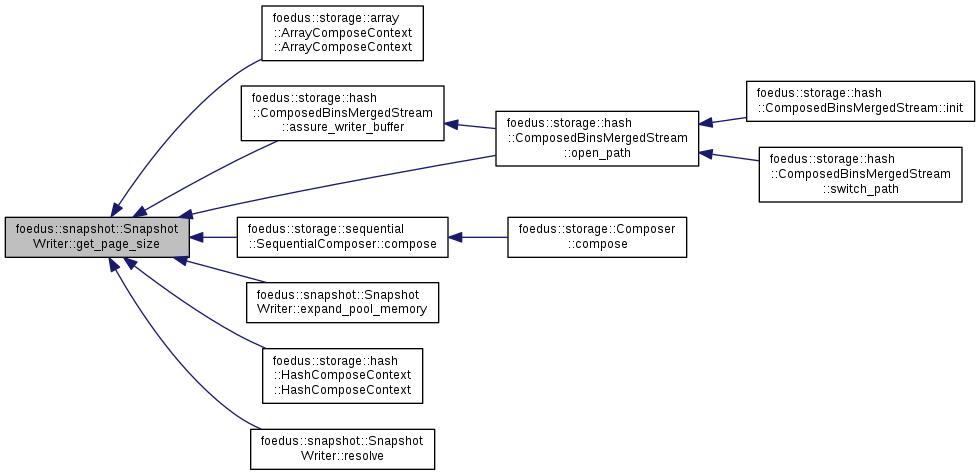 foedus::storage::array
::ArrayComposeContext
::ArrayComposeContext
foedus::storage::hash
::ComposedBinsMergedStream
::assure_writer_buffer
foedus::storage::hash
::ComposedBinsMergedStream
::open_path
foedus::storage::hash
::ComposedBinsMergedStream::init
foedus::storage::hash
::ComposedBinsMergedStream
::switch_path
foedus::snapshot::Snapshot
Writer::get_page_size
foedus::storage::sequential
::SequentialComposer::compose
foedus::storage::Composer
::compose
foedus::snapshot::Snapshot
Writer::expand_pool_memory
foedus::storage::hash
::HashComposeContext
::HashComposeContext
foedus::snapshot::Snapshot
Writer::resolve